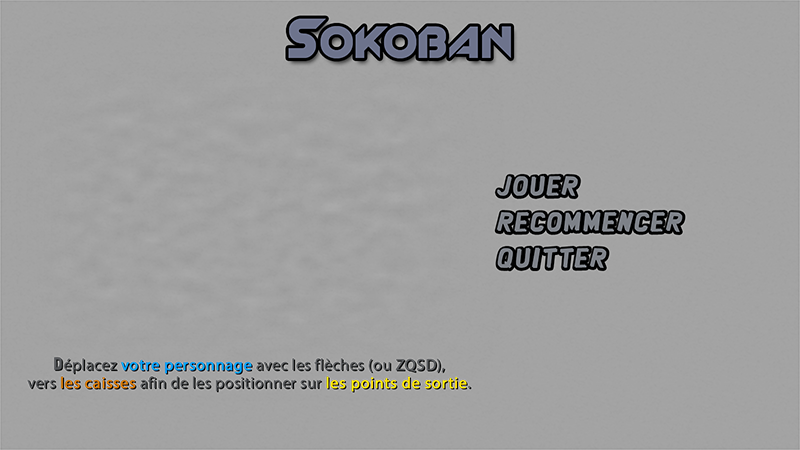 SOKOBAN
JOUER
RECOMMENCER
QUITTER
Déplacez votre personnage avec les flèches (ou ZQSD),
vers les caisses afin de les positionner sur les points de sortie.